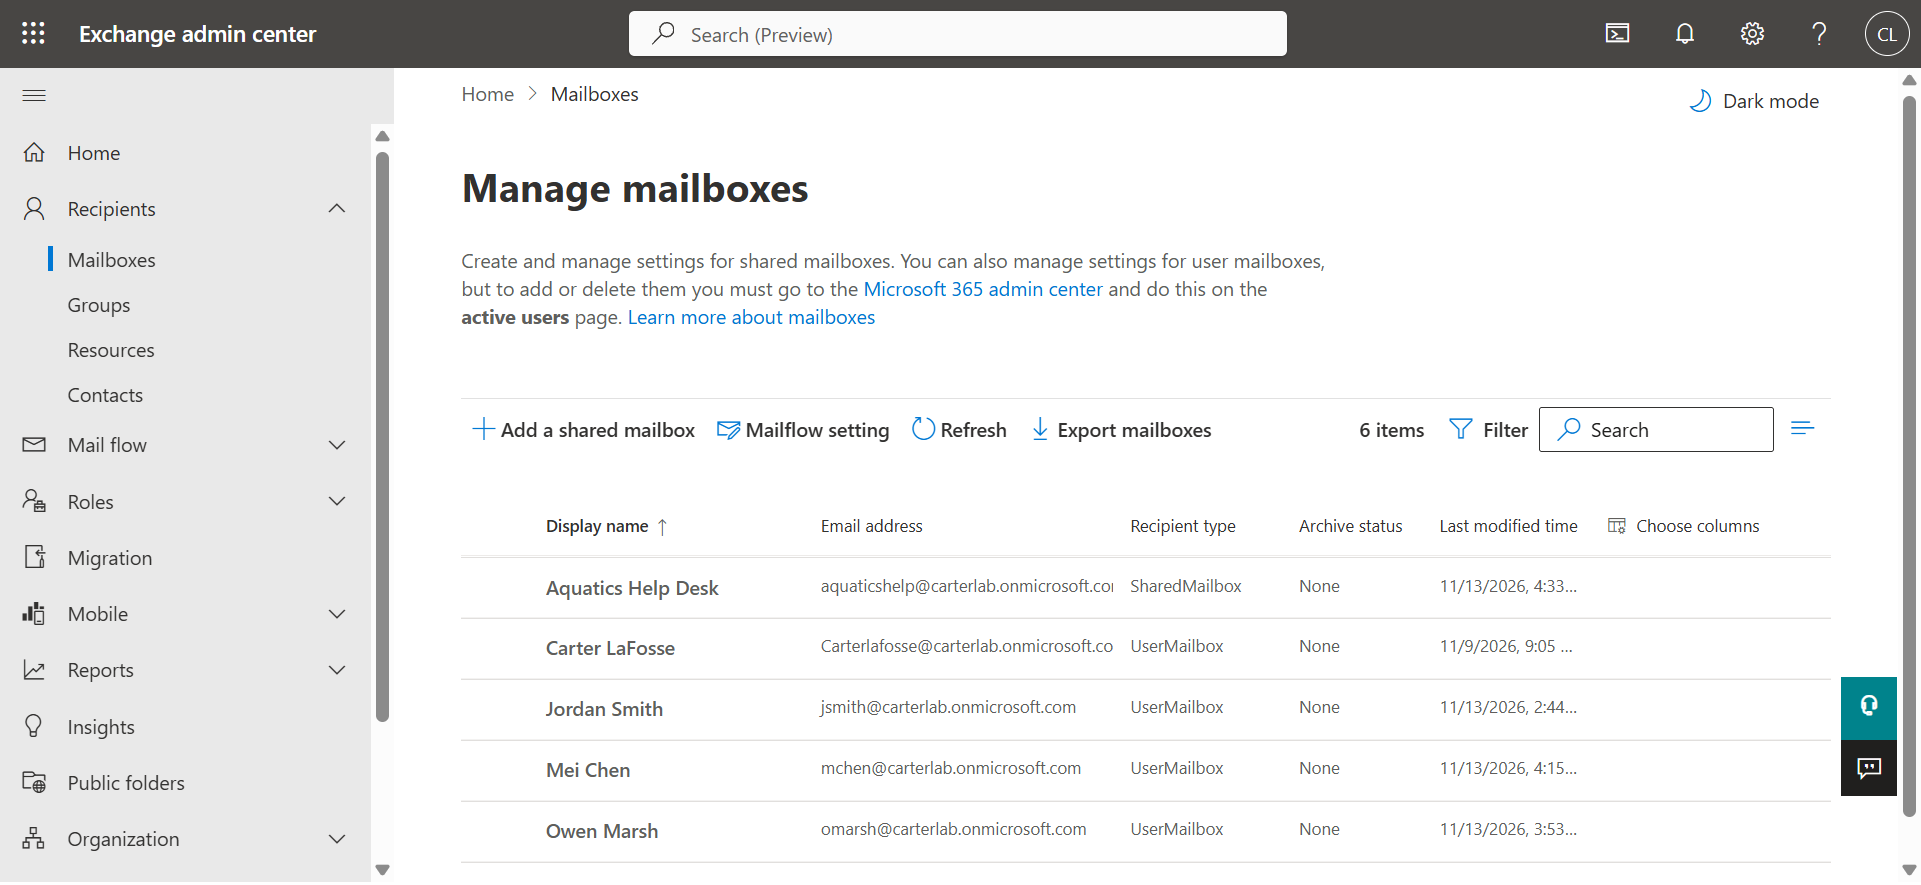 Exchange admin center
Search (Preview)
CL
Home
Recipients
Mailboxes
Groups
Resources
Contacts
Mail flow
Roles
Migration
Mobile
Reports
Insights
Public folders
Organization
Home > Mailboxes
Dark mode
Manage mailboxes
Create and manage settings for shared mailboxes. You can also manage settings for user mailboxes,
but to add or delete them you must go to the Microsoft 365 admin center and do this on the
active users page. Learn more about mailboxes
Add a shared mailbox Mailflow setting Refresh Export mailboxes 6 items Filter Search
Display name ↑ Email address Recipient type Archive status Last modified time Choose columns
Aquatics Help Desk aquaticshelp@carterlab.onmicrosoft.co SharedMailbox None 11/13/2026, 4:33...
Carter LaFosse Carterlafosse@carterlab.onmicrosoft.co UserMailbox None 11/9/2026, 9:05 ...
Jordan Smith jsmith@carterlab.onmicrosoft.com UserMailbox None 11/13/2026, 2:44...
Mei Chen mchen@carterlab.onmicrosoft.com UserMailbox None 11/13/2026, 4:15...
Owen Marsh omarsh@carterlab.onmicrosoft.com UserMailbox None 11/13/2026, 3:53...